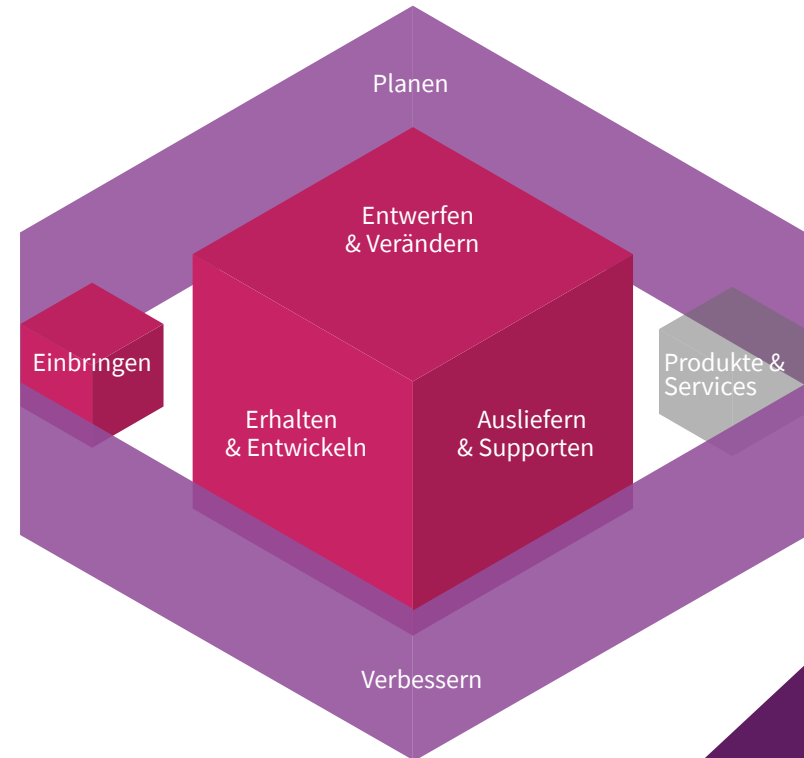 Planen
Entwerfen
& Verändern
Einbringen
Produkte &
Services
Erhalten
& Entwickeln
Ausliefern
& Supporten
Verbessern